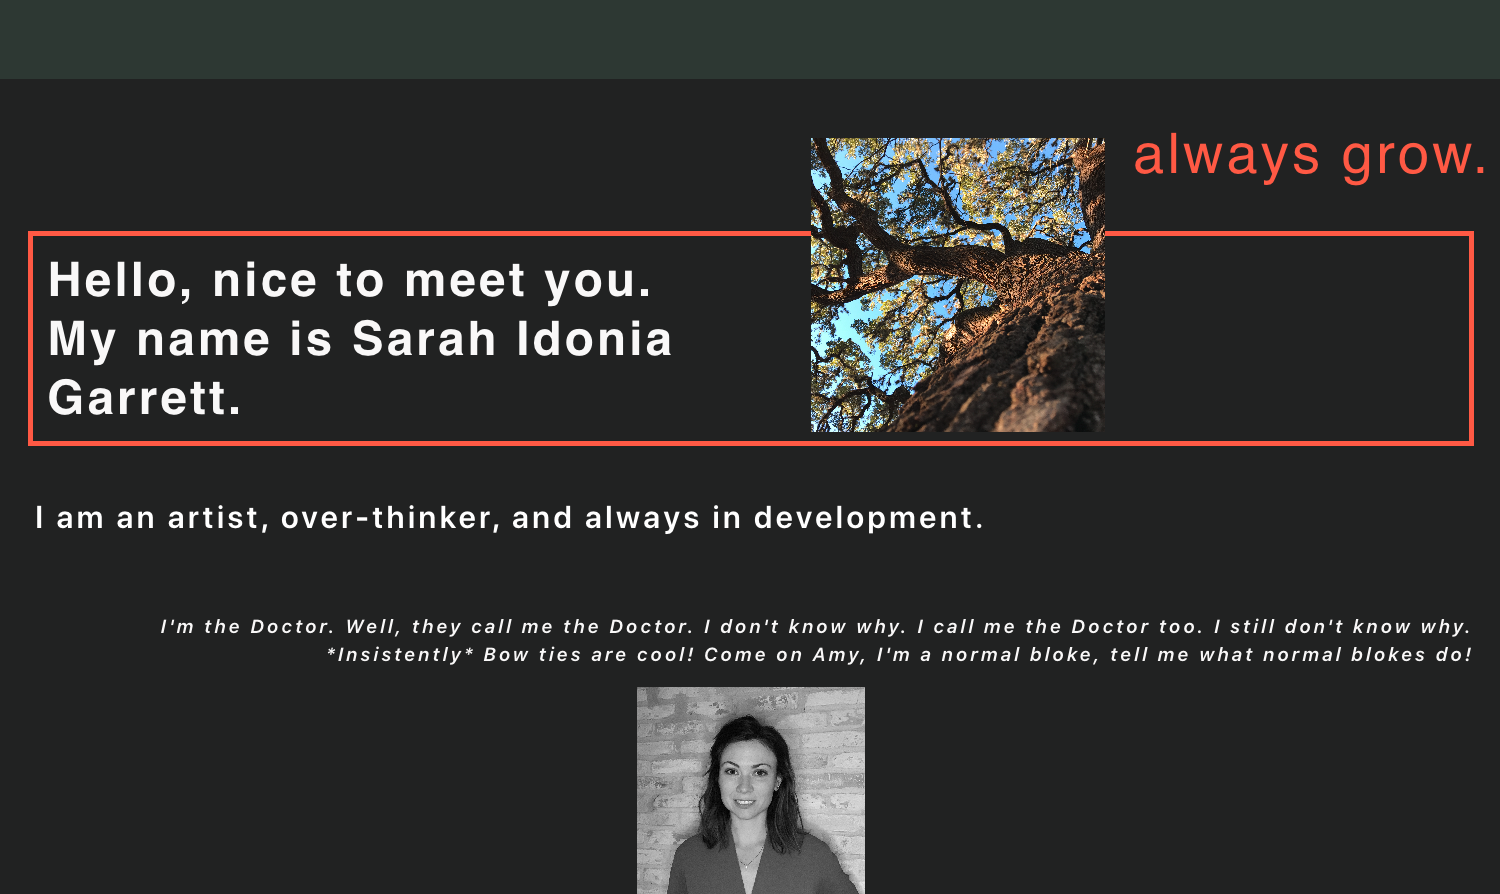 always grow.
Hello, nice to meet you.
My name is Sarah Idonia
Garrett.
I am an artist, over-thinker, and always in development.
I'm the Doctor. Well, they call me the Doctor. I don't know why. I call me the Doctor too. I still don't know why.
*Insistently* Bow ties are cool! Come on Amy, I'm a normal bloke, tell me what normal blokes do!